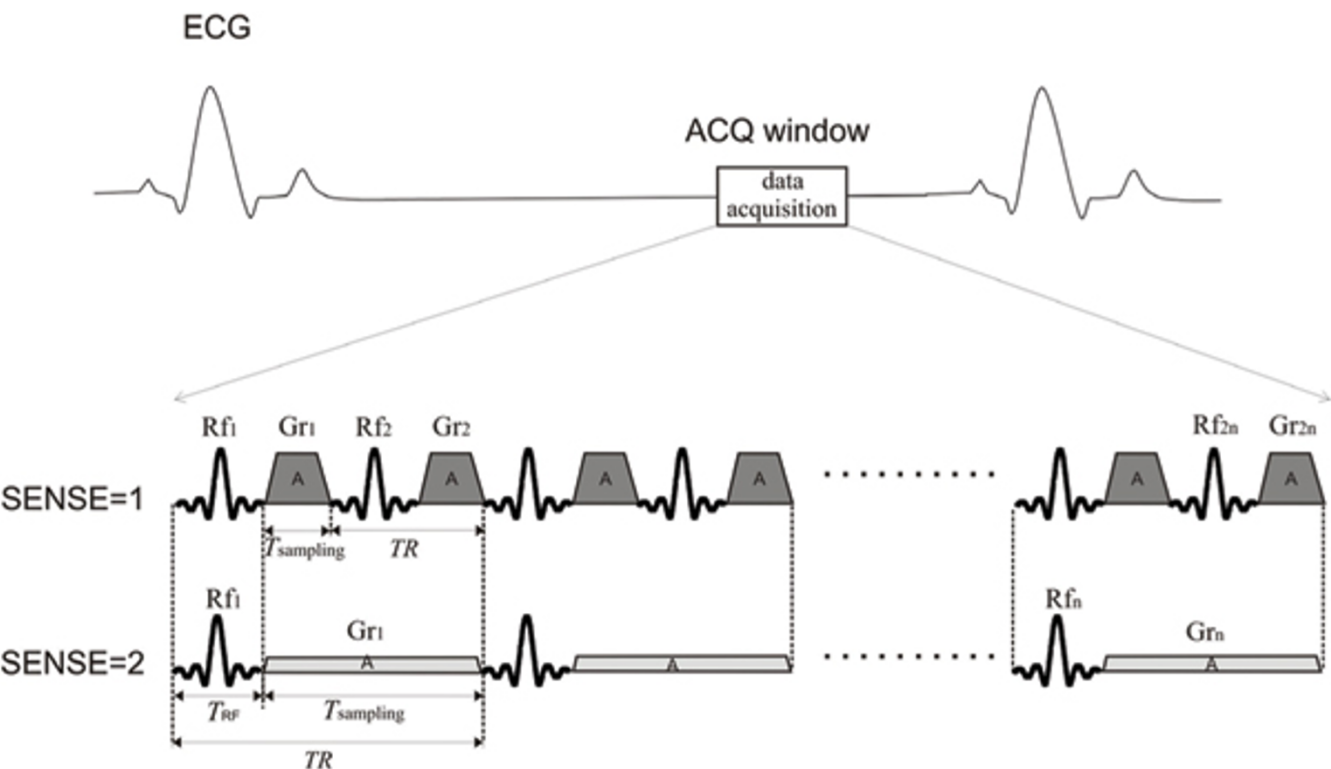 ECG
ACQ window
data
acquisition
Rf1 Gr1 Rf2 Gr2 Rf2n Gr2n
A A A A A A
SENSE=1
Tsampling TR
Rf1 Gr1 Rfn Grn
A A A
SENSE=2
TRF Tsampling
TR